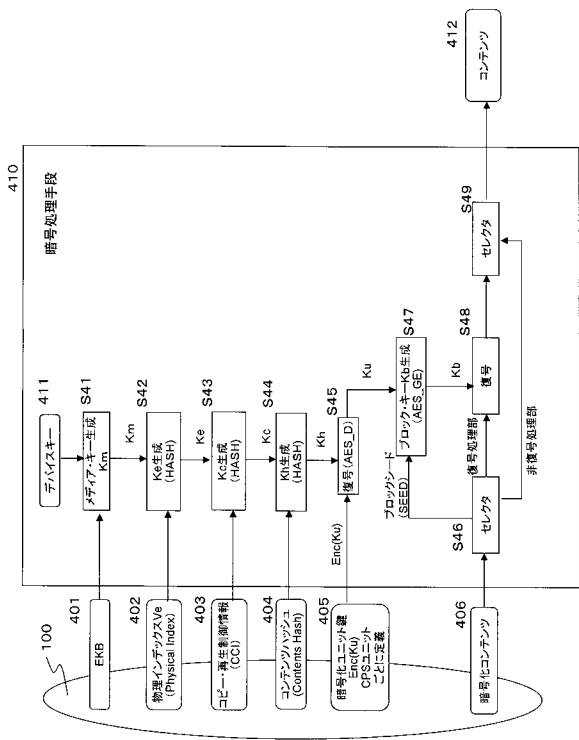 100
401
EKB
402
物理インデックスVe
(Physical Index)
403
コピー・再生制御情報
(CCI)
404
コンテンツハッシュ
(Contents Hash)
405
暗号化ユニット鍵
Enc(Ku)
CPSユニット
ごとに定義
406
暗号化コンテンツ
410
暗号処理手段
411
デバイスキー
S41
メディア・キー生成
Km
Km
S42
Ke生成
(HASH)
Ke
S43
Kc生成
(HASH)
Kc
S44
Kh生成
(HASH)
Kh
Enc(Ku)
S45
復号(AES_D)
Ku
ブロックシード
(SEED)
S47
ブロック・キーKb生成
(AES_GE)
Kb
S46
セレクタ
復号処理部
非復号処理部
S48
復号
S49
セレクタ
412
コンテンツ